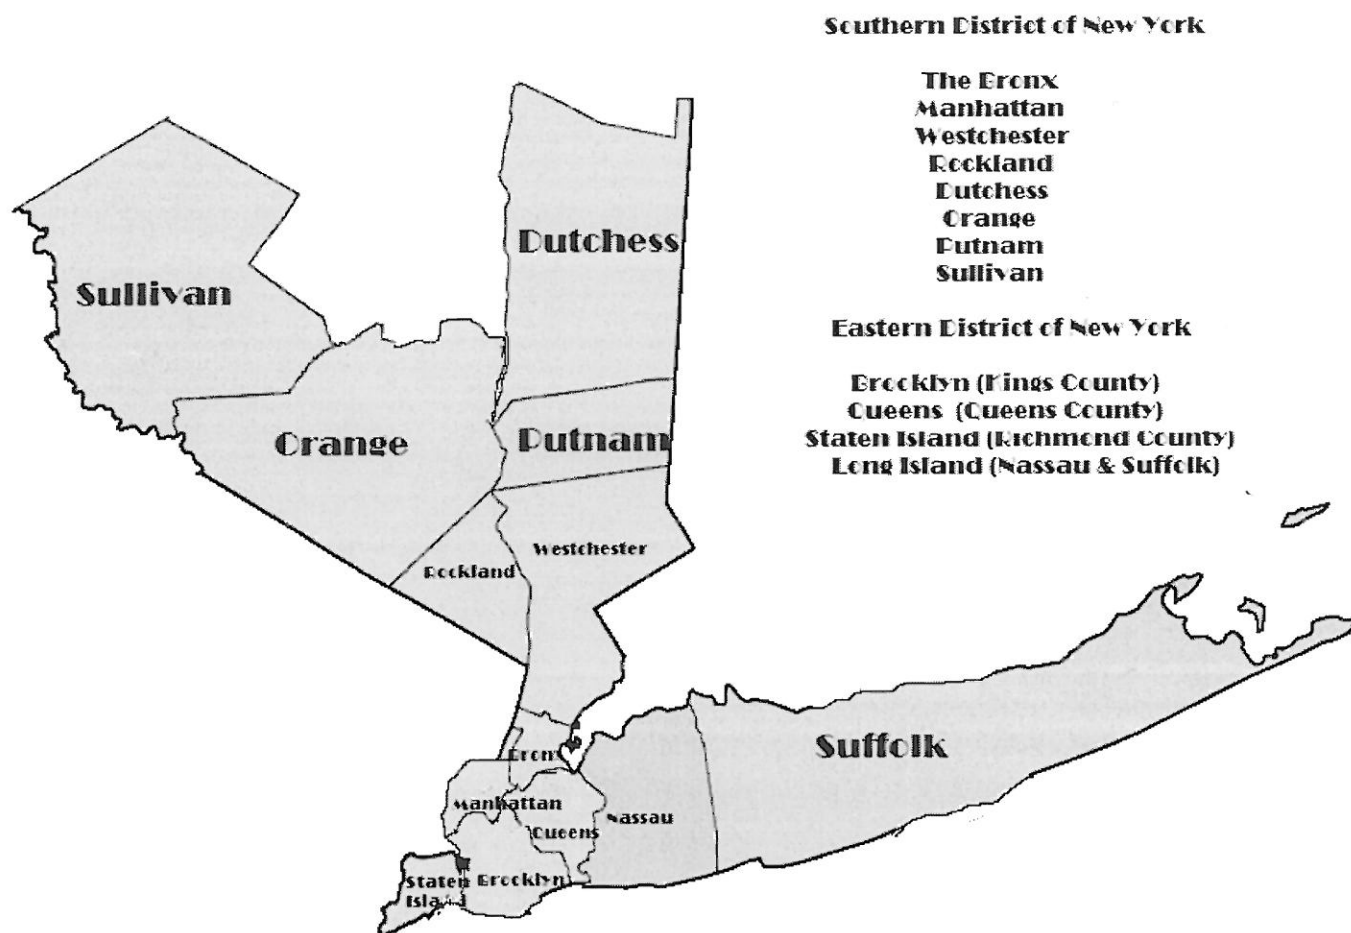 Southern District of New York
The Bronx
Manhattan
Westchester
Rockland
Dutchess
Orange
Putnam
Sullivan
Eastern District of New York
Brooklyn (Kings County)
Queens (Queens County)
Staten Island (Richmond County)
Long Island (Nassau & Suffolk)
Dutchess
Sullivan
Orange
Putnam
Westchester
Rockland
Suffolk
Bronx
Manhattan
Nassau
Queens
Staten
Island
Brooklyn